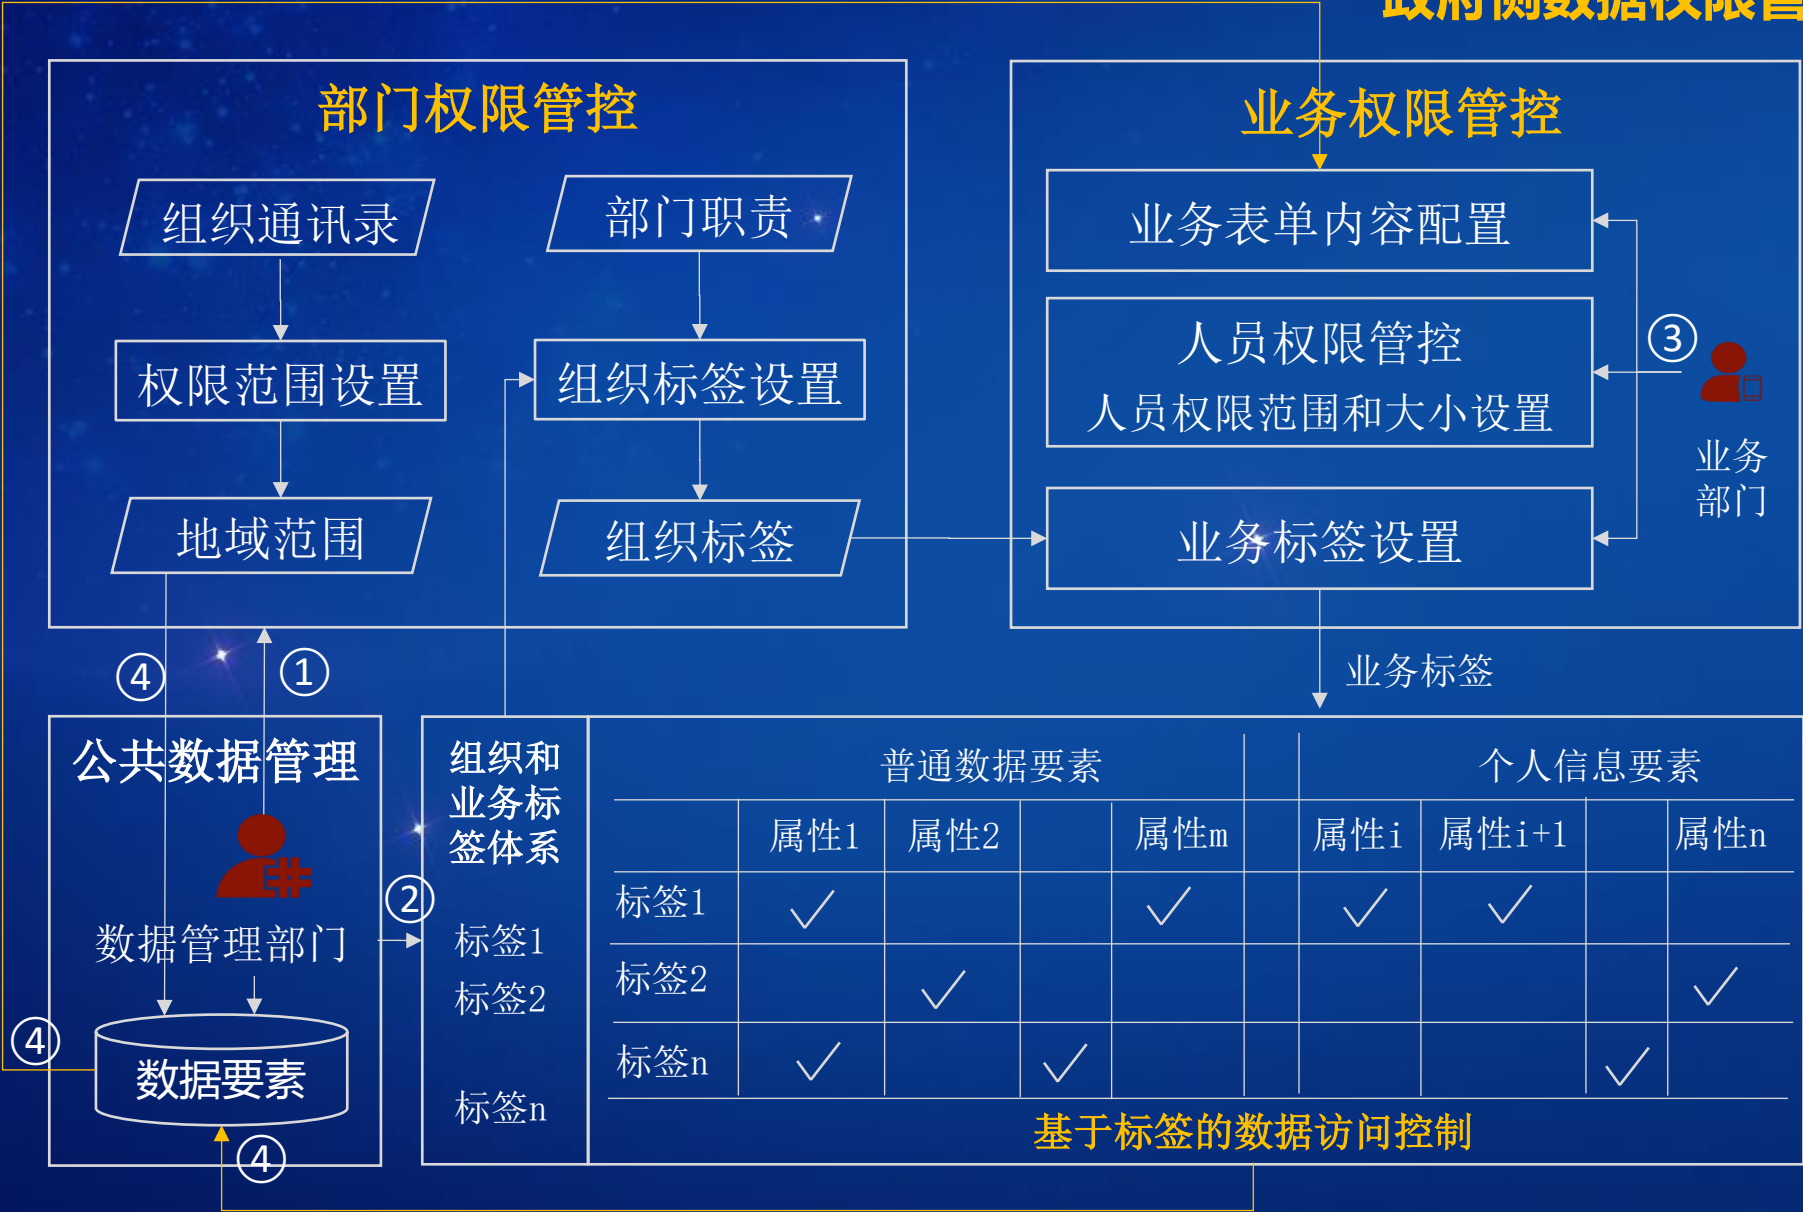 政府侧数据权限管
部门权限管控
业务权限管控
组织通讯录
部门职责
业务表单内容配置
权限范围设置
组织标签设置
人员权限管控
人员权限范围和大小设置
③
业务
部门
地域范围
组织标签
业务标签设置
④
①
业务标签
公共数据管理
数据管理部门
②
④
数据要素
④
组织和
业务标
签体系
标签1
标签2
标签n
普通数据要素
个人信息要素
属性1
属性2
属性m
属性i
属性i+1
属性n
标签1
标签2
标签n
基于标签的数据访问控制